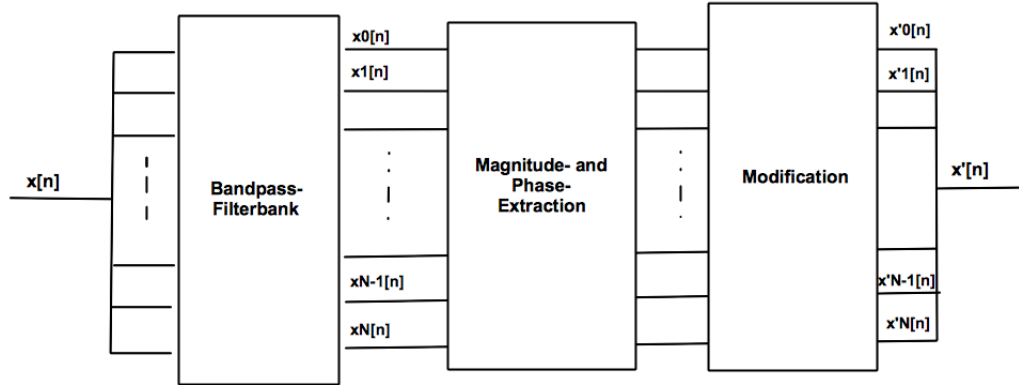 x[n]
Bandpass-
Filterbank
x0[n]
x1[n]
xN-1[n]
xN[n]
Magnitude- and
Phase-
Extraction
Modification
x'0[n]
x'1[n]
x'N-1[n]
x'N[n]
x'[n]